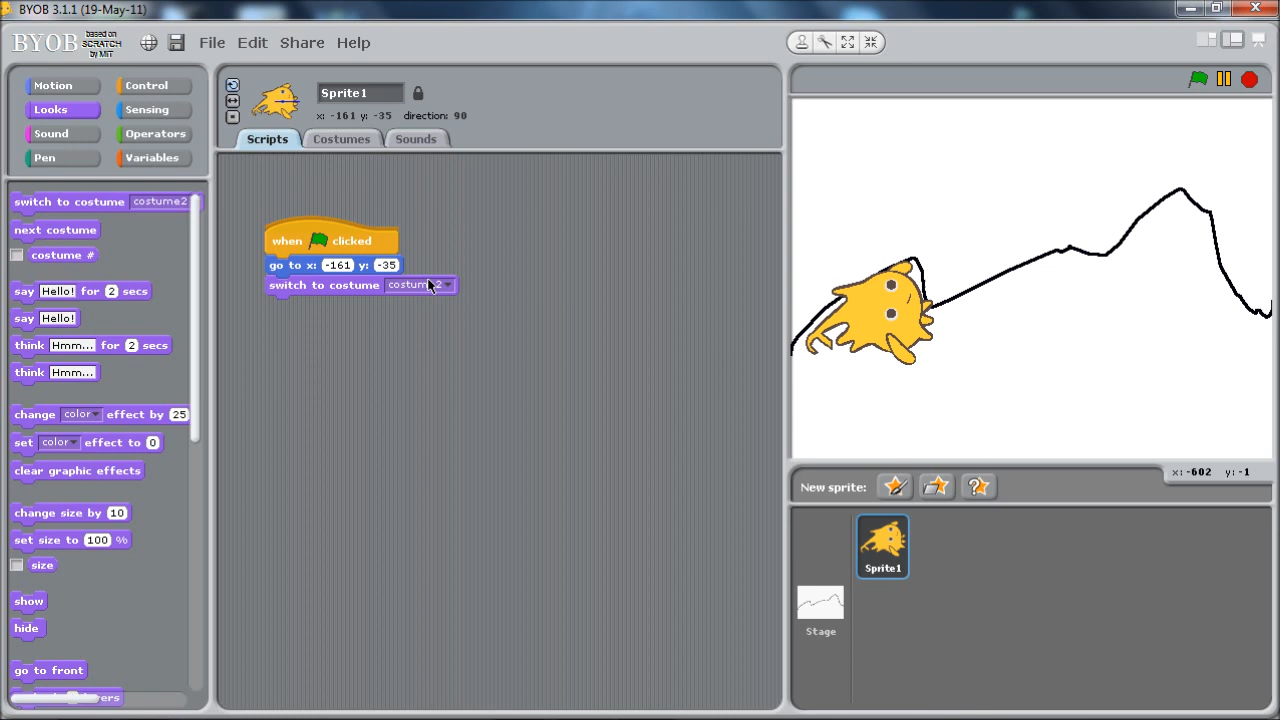 BYOB 3.1.1 (19-May-11)
BYOB based on SCRATCH by MIT
File Edit Share Help
Motion Control
Looks Sensing
Sound Operators
Pen Variables
Sprite1
x: -161 y: -35 direction: 90
Scripts Costumes Sounds
switch to costume costume2
next costume
costume #
say Hello! for 2 secs
say Hello!
think Hmm... for 2 secs
think Hmm...
change color effect by 25
set color effect to 0
clear graphic effects
change size by 10
set size to 100 %
size
show
hide
go to front
when clicked
go to x: -161 y: -35
switch to costume costume2
x: -602 y: -1
New sprite:
Sprite1
Stage